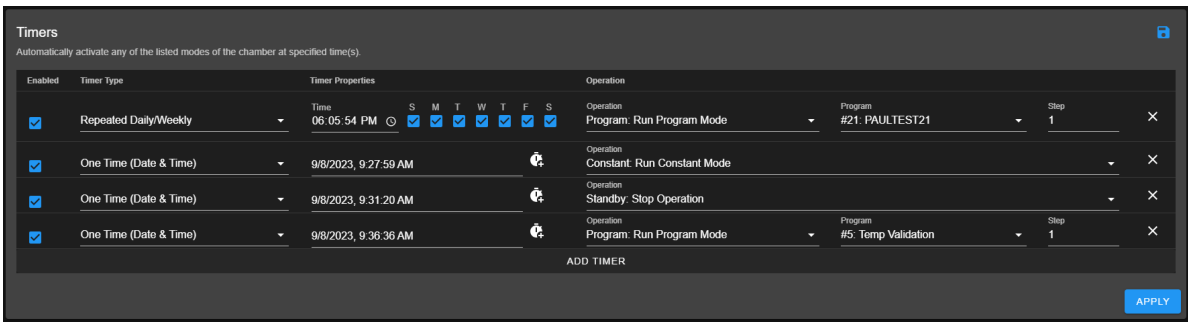 Timers
Automatically activate any of the listed modes of the chamber at specified time(s).
Enabled Timer Type Timer Properties Operation
Time S M T W T F S Operation Program Step
Repeated Daily/Weekly 06:05:54 PM Program: Run Program Mode #21: PAULTEST21 1
Operation
One Time (Date & Time) 9/8/2023, 9:27:59 AM Constant: Run Constant Mode
Operation
One Time (Date & Time) 9/8/2023, 9:31:20 AM Standby: Stop Operation
Operation Program Step
One Time (Date & Time) 9/8/2023, 9:36:36 AM Program: Run Program Mode #5: Temp Validation 1
ADD TIMER
APPLY